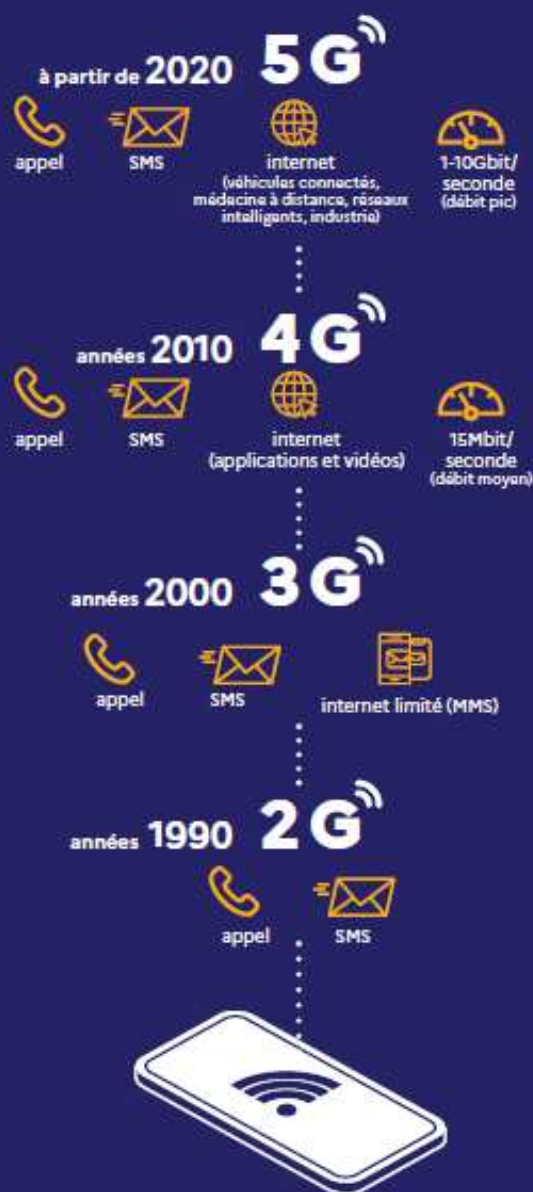 à partir de 2020 5G
appel
SMS
internet
(véhicules connectés,
médecine à distance, réseaux
intelligents, industrie)
1-10Gbit/
seconde
(débit pic)
années 2010 4G
appel
SMS
internet
(applications et vidéos)
15Mbit/
seconde
(débit moyen)
années 2000 3G
appel
SMS
internet limité (MMS)
années 1990 2G
appel
SMS